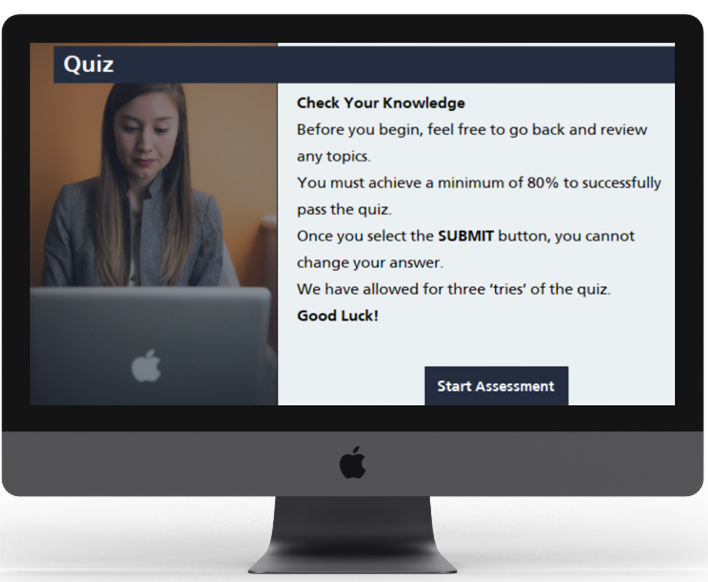 Quiz
Check Your Knowledge
Before you begin, feel free to go back and review
any topics.
You must achieve a minimum of 80% to successfully
pass the quiz.
Once you select the SUBMIT button, you cannot
change your answer.
We have allowed for three ‘tries’ of the quiz.
Good Luck!
Start Assessment